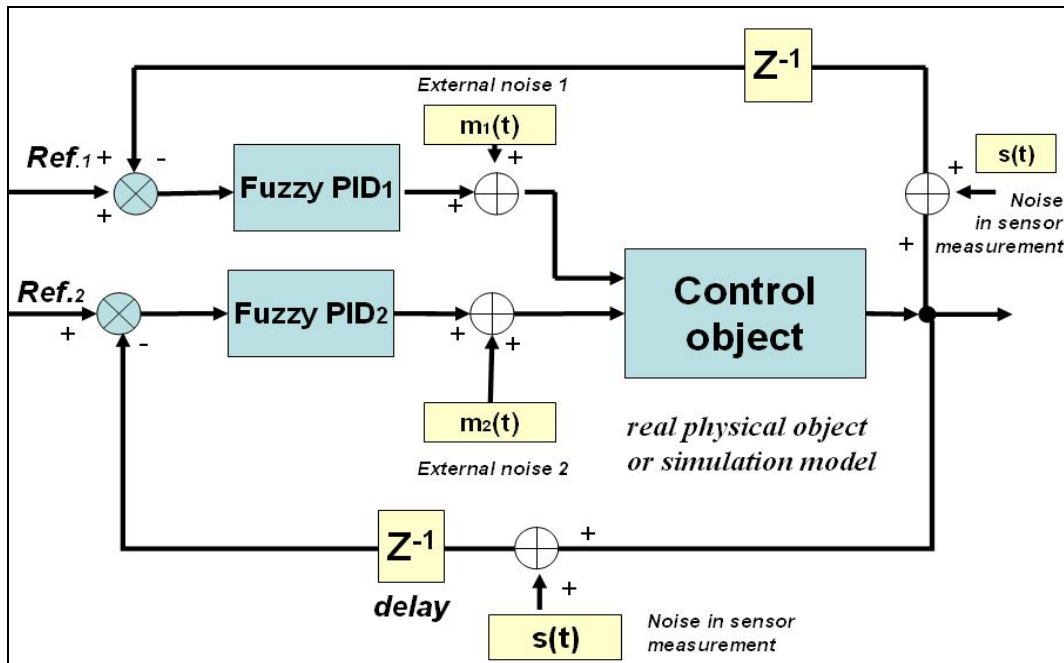 Z-1
External noise 1
m1(t)
s(t)
Ref.1
+
-
+
Fuzzy PID1
+
+
+
+
Noise
in sensor
measurement
Ref.2
+
-
Fuzzy PID2
+
+
Control
object
m2(t)
External noise 2
real physical object
or simulation model
Z-1
delay
+
+
s(t)
Noise in sensor
measurement